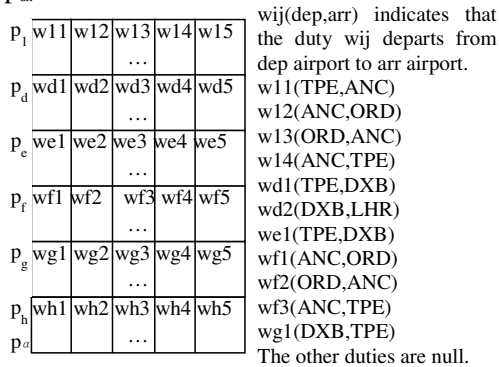 p1 w11 w12 w13 w14 w15
…
pd wd1 wd2 wd3 wd4 wd5
…
pe we1 we2 we3 we4 we5
…
pf wf1 wf2 wf3 wf4 wf5
…
pg wg1 wg2 wg3 wg4 wg5
…
ph wh1 wh2 wh3 wh4 wh5
pα …
wij(dep,arr) indicates that
the duty wij departs from
dep airport to arr airport.
w11(TPE,ANC)
w12(ANC,ORD)
w13(ORD,ANC)
w14(ANC,TPE)
wd1(TPE,DXB)
wd2(DXB,LHR)
we1(TPE,DXB)
wf1(ANC,ORD)
wf2(ORD,ANC)
wf3(ANC,TPE)
wg1(DXB,TPE)
The other duties are null.